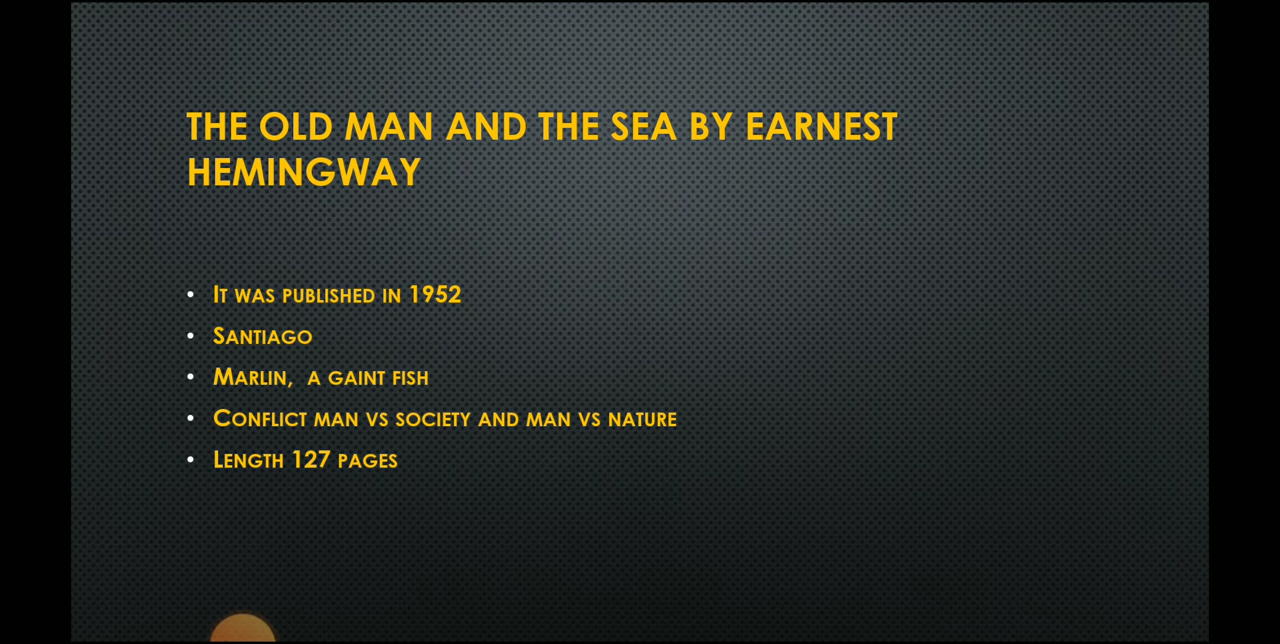 THE OLD MAN AND THE SEA BY EARNEST
HEMINGWAY
• IT WAS PUBLISHED IN 1952
• SANTIAGO
• MARLIN, A GAINT FISH
• CONFLICT MAN VS SOCIETY AND MAN VS NATURE
• LENGTH 127 PAGES